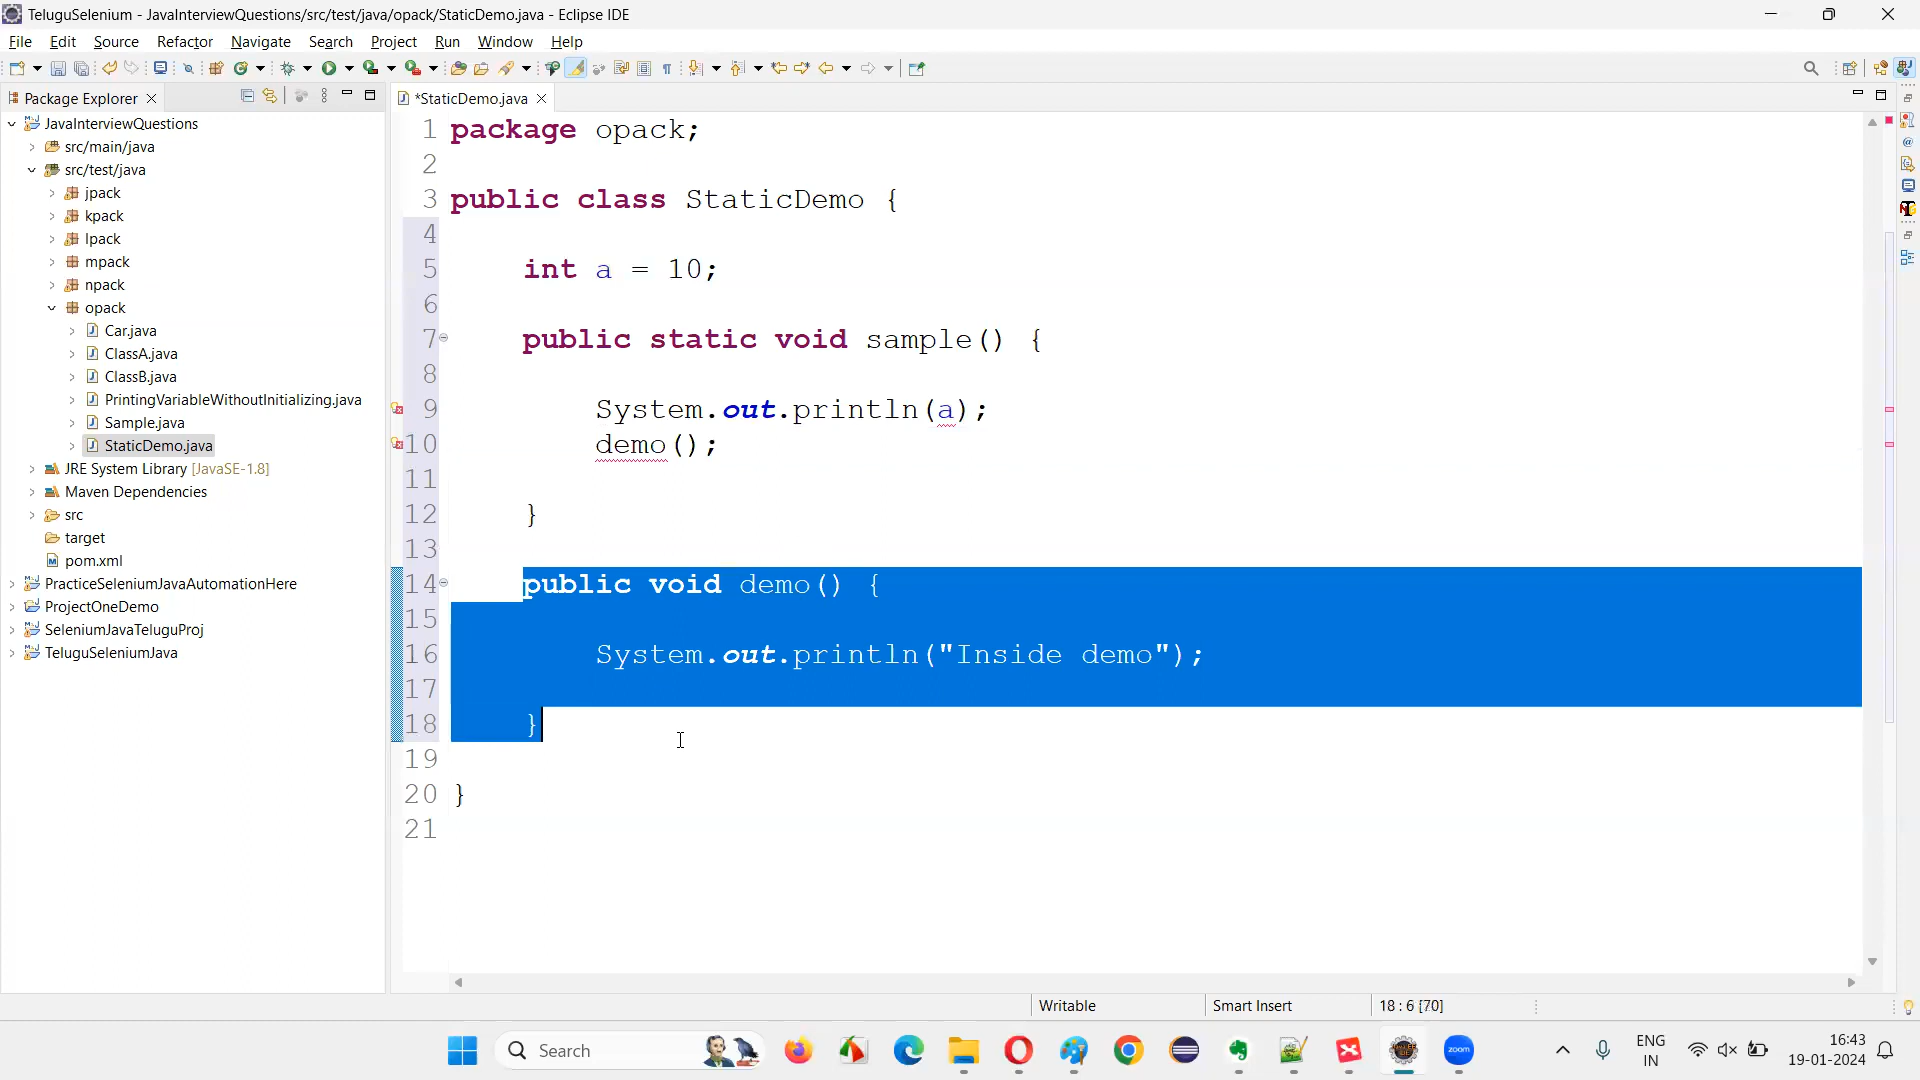 TeluguSelenium - JavaInterviewQuestions/src/test/java/opack/StaticDemo.java - Eclipse IDE
File Edit Source Refactor Navigate Search Project Run Window Help
Package Explorer
*StaticDemo.java
JavaInterviewQuestions
src/main/java
src/test/java
jpack
kpack
lpack
mpack
npack
opack
Car.java
ClassA.java
ClassB.java
PrintingVariableWithoutInitializing.java
Sample.java
StaticDemo.java
JRE System Library [JavaSE-1.8]
Maven Dependencies
src
target
pom.xml
PracticeSeleniumJavaAutomationHere
ProjectOneDemo
SeleniumJavaTeluguProj
TeluguSeleniumJava
1 package opack;
2
3 public class StaticDemo {
4
5 int a = 10;
6
7 public static void sample() {
8
9 System.out.println(a);
10 demo();
11
12 }
13
14 public void demo() {
15
16 System.out.println("Inside demo");
17
18 }
19
20 }
21
Writable Smart Insert 18 : 6 [70]
Search
zoom
ENG
IN
16:43
19-01-2024